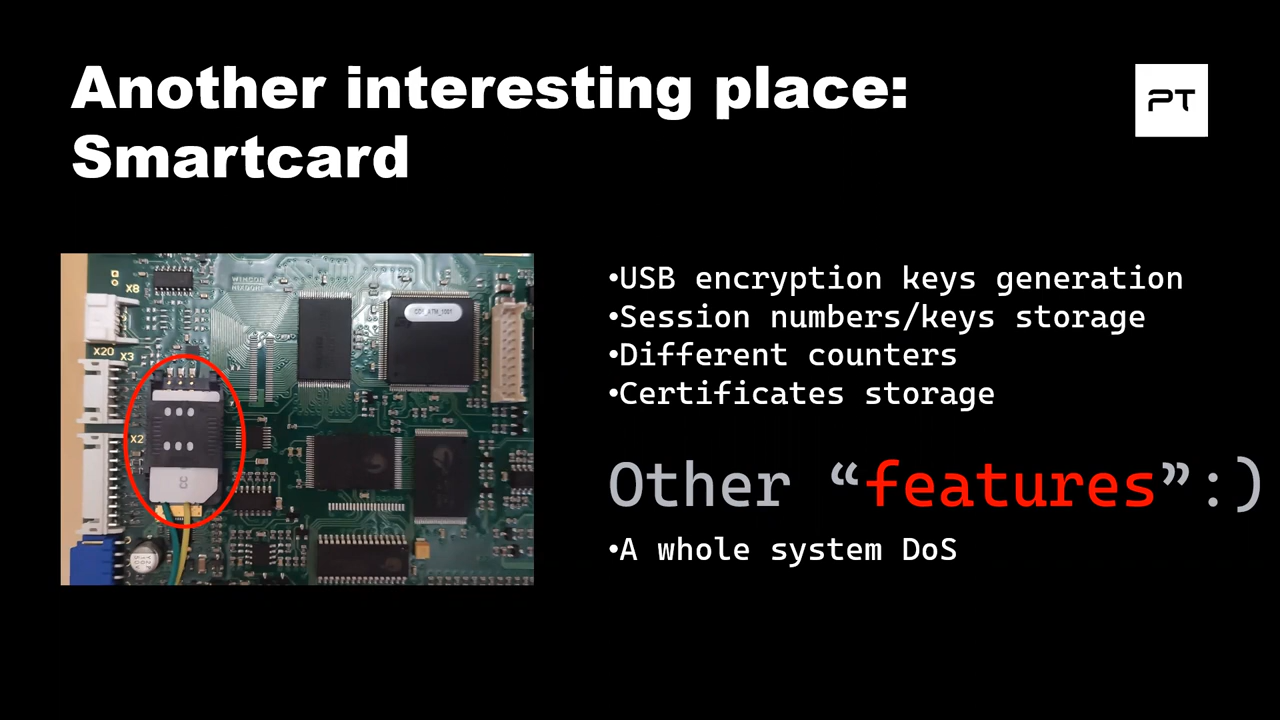 Another interesting place:
Smartcard
PT
X8
X20 X3
X2
•USB encryption keys generation
•Session numbers/keys storage
•Different counters
•Certificates storage
Other “features”:)
•A whole system DoS